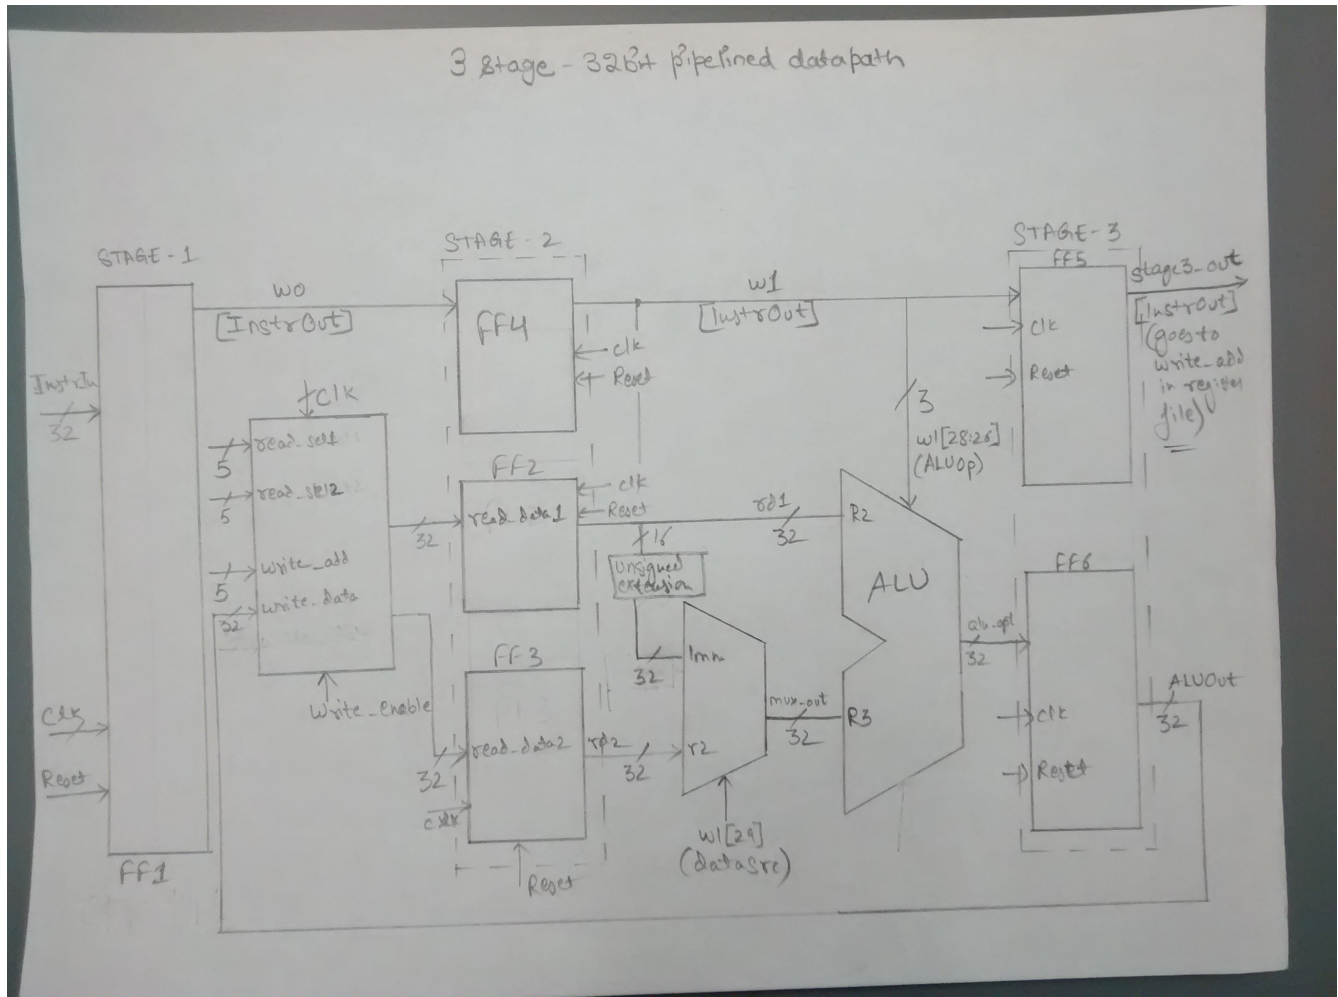 3 stage - 32bit pipelined datapath
STAGE - 1
InstrIn
32
Clk
Reset
FF1
w0
[InstrOut]
Clk
read_sel1
5
read_sel2
5
write_add
5
write_data
32
Write_enable
32
32
STAGE - 2
FF4
clk
Reset
FF2
read_data1
clk
Reset
FF3
read_data2
clk
Reset
w1
[InstrOut]
16
unsigned
extension
32
Imm
rd2
32
r2
w1[29]
(datasrc)
mux_out
32
rd1
32
R2
ALU
R3
3
w1[28:26]
(ALUop)
alu_opt
32
STAGE - 3
FF5
Clk
Reset
stage3_out
[InstrOut]
(goes to
write_add
in register
file)
FF6
clk
Reset
ALUOut
32